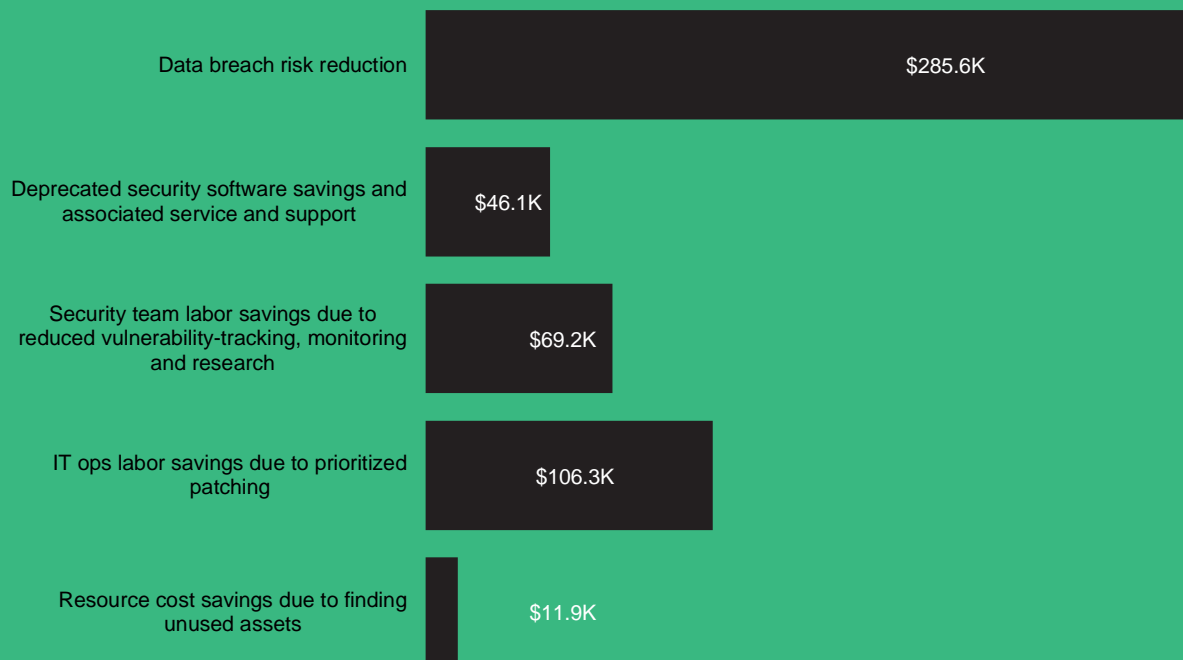 Data breach risk reduction
$285.6K
Deprecated security software savings and
associated service and support
$46.1K
Security team labor savings due to
reduced vulnerability-tracking, monitoring
and research
$69.2K
IT ops labor savings due to prioritized
patching
$106.3K
Resource cost savings due to finding
unused assets
$11.9K